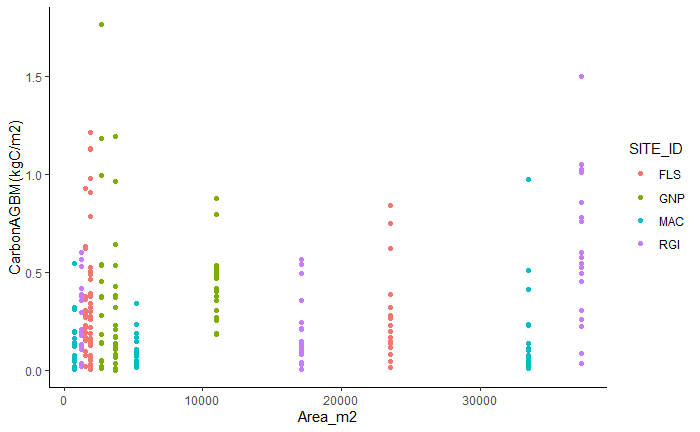 CarbonAGBM (kgC/m2)
1.5
1.0
0.5
0.0
0
10000
20000
30000
Area_m2
SITE_ID
FLS
GNP
MAC
RGI